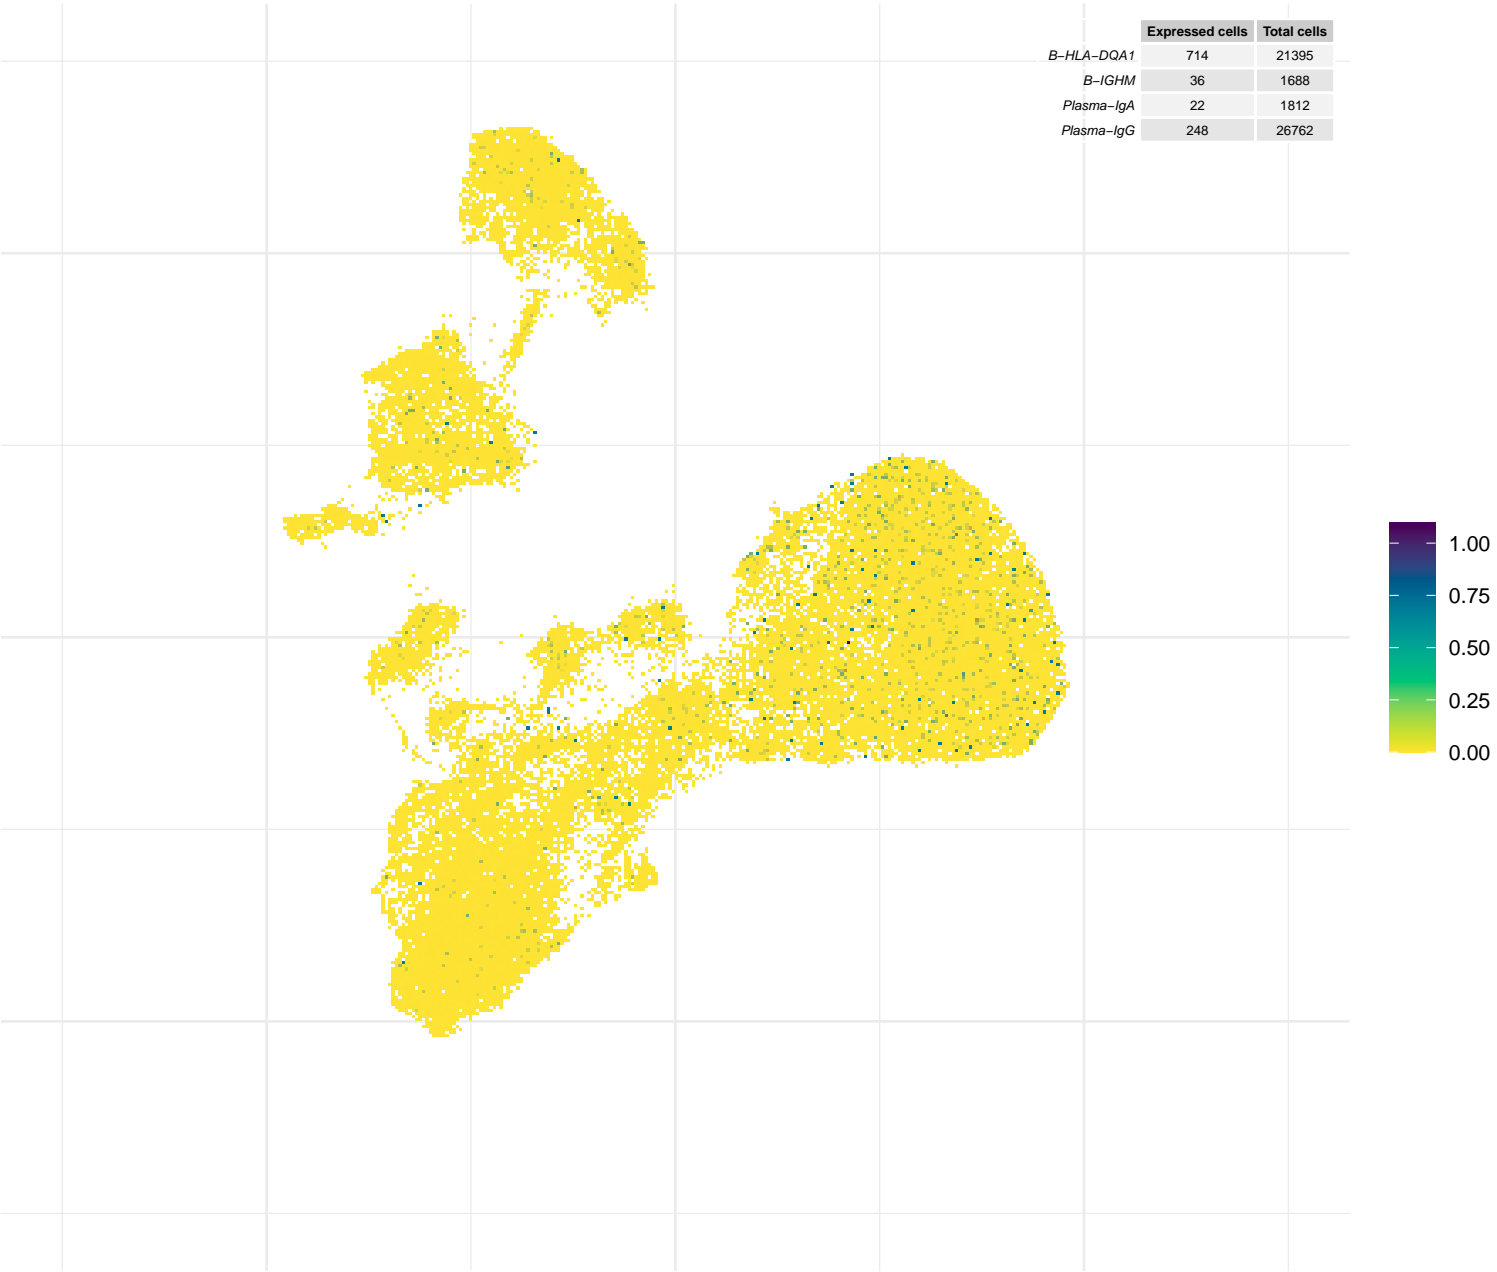 Expressed cells Total cells
B−HLA−DQA1 714 21395
B−IGHM 36 1688
Plasma−IgA 22 1812
Plasma−IgG 248 26762
1.00
0.75
0.50
0.25
0.00